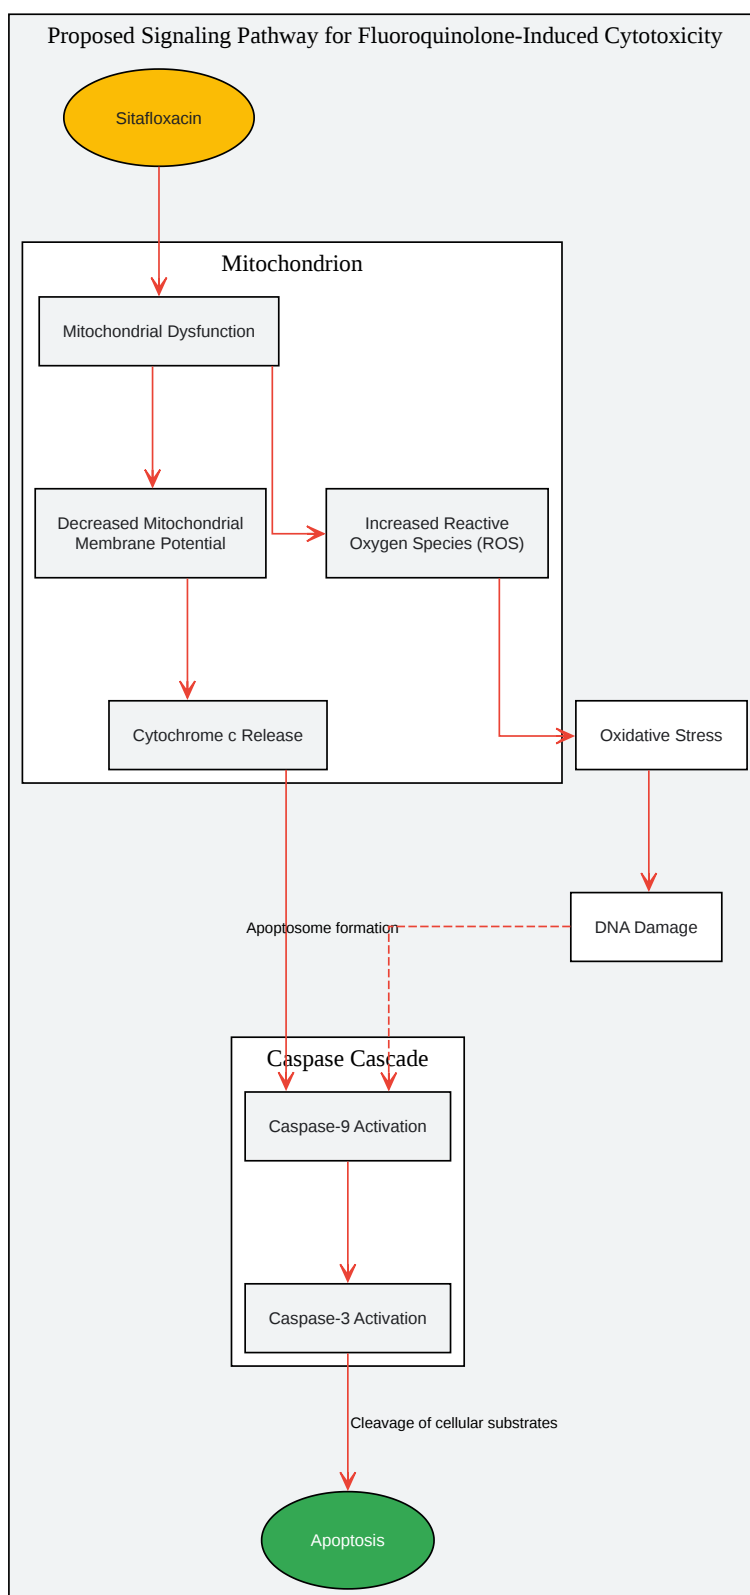 Proposed Signaling Pathway for Fluoroquinolone-Induced Cytotoxicity
Sitafloxacin
Mitochondrion
Mitochondrial Dysfunction
Decreased Mitochondrial
Membrane Potential
Increased Reactive
Oxygen Species (ROS)
Cytochrome c Release
Oxidative Stress
Apoptosome formation
DNA Damage
Caspase Cascade
Caspase-9 Activation
Caspase-3 Activation
Cleavage of cellular substrates
Apoptosis